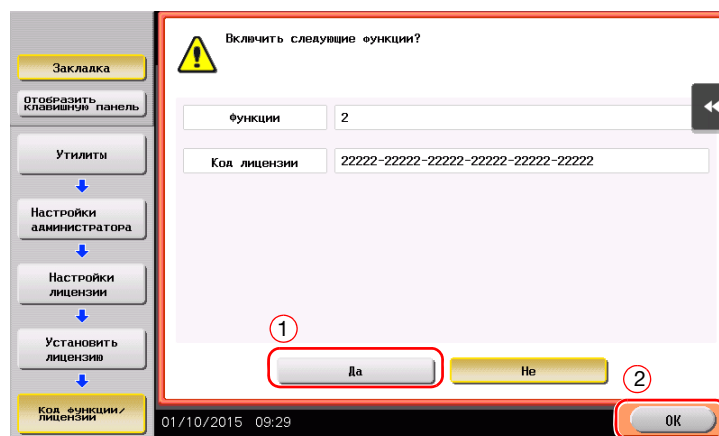 Закладка
Отобразить
клавишную панель
Утилиты
Настройки
администратора
Настройки
лицензии
Установить
лицензию
Код функции/
лицензии
Включить следующие функции?
Функции
2
Код лицензии
22222-22222-22222-22222-22222-22222
1
Да
Не
2
01/10/2015 09:29
OK